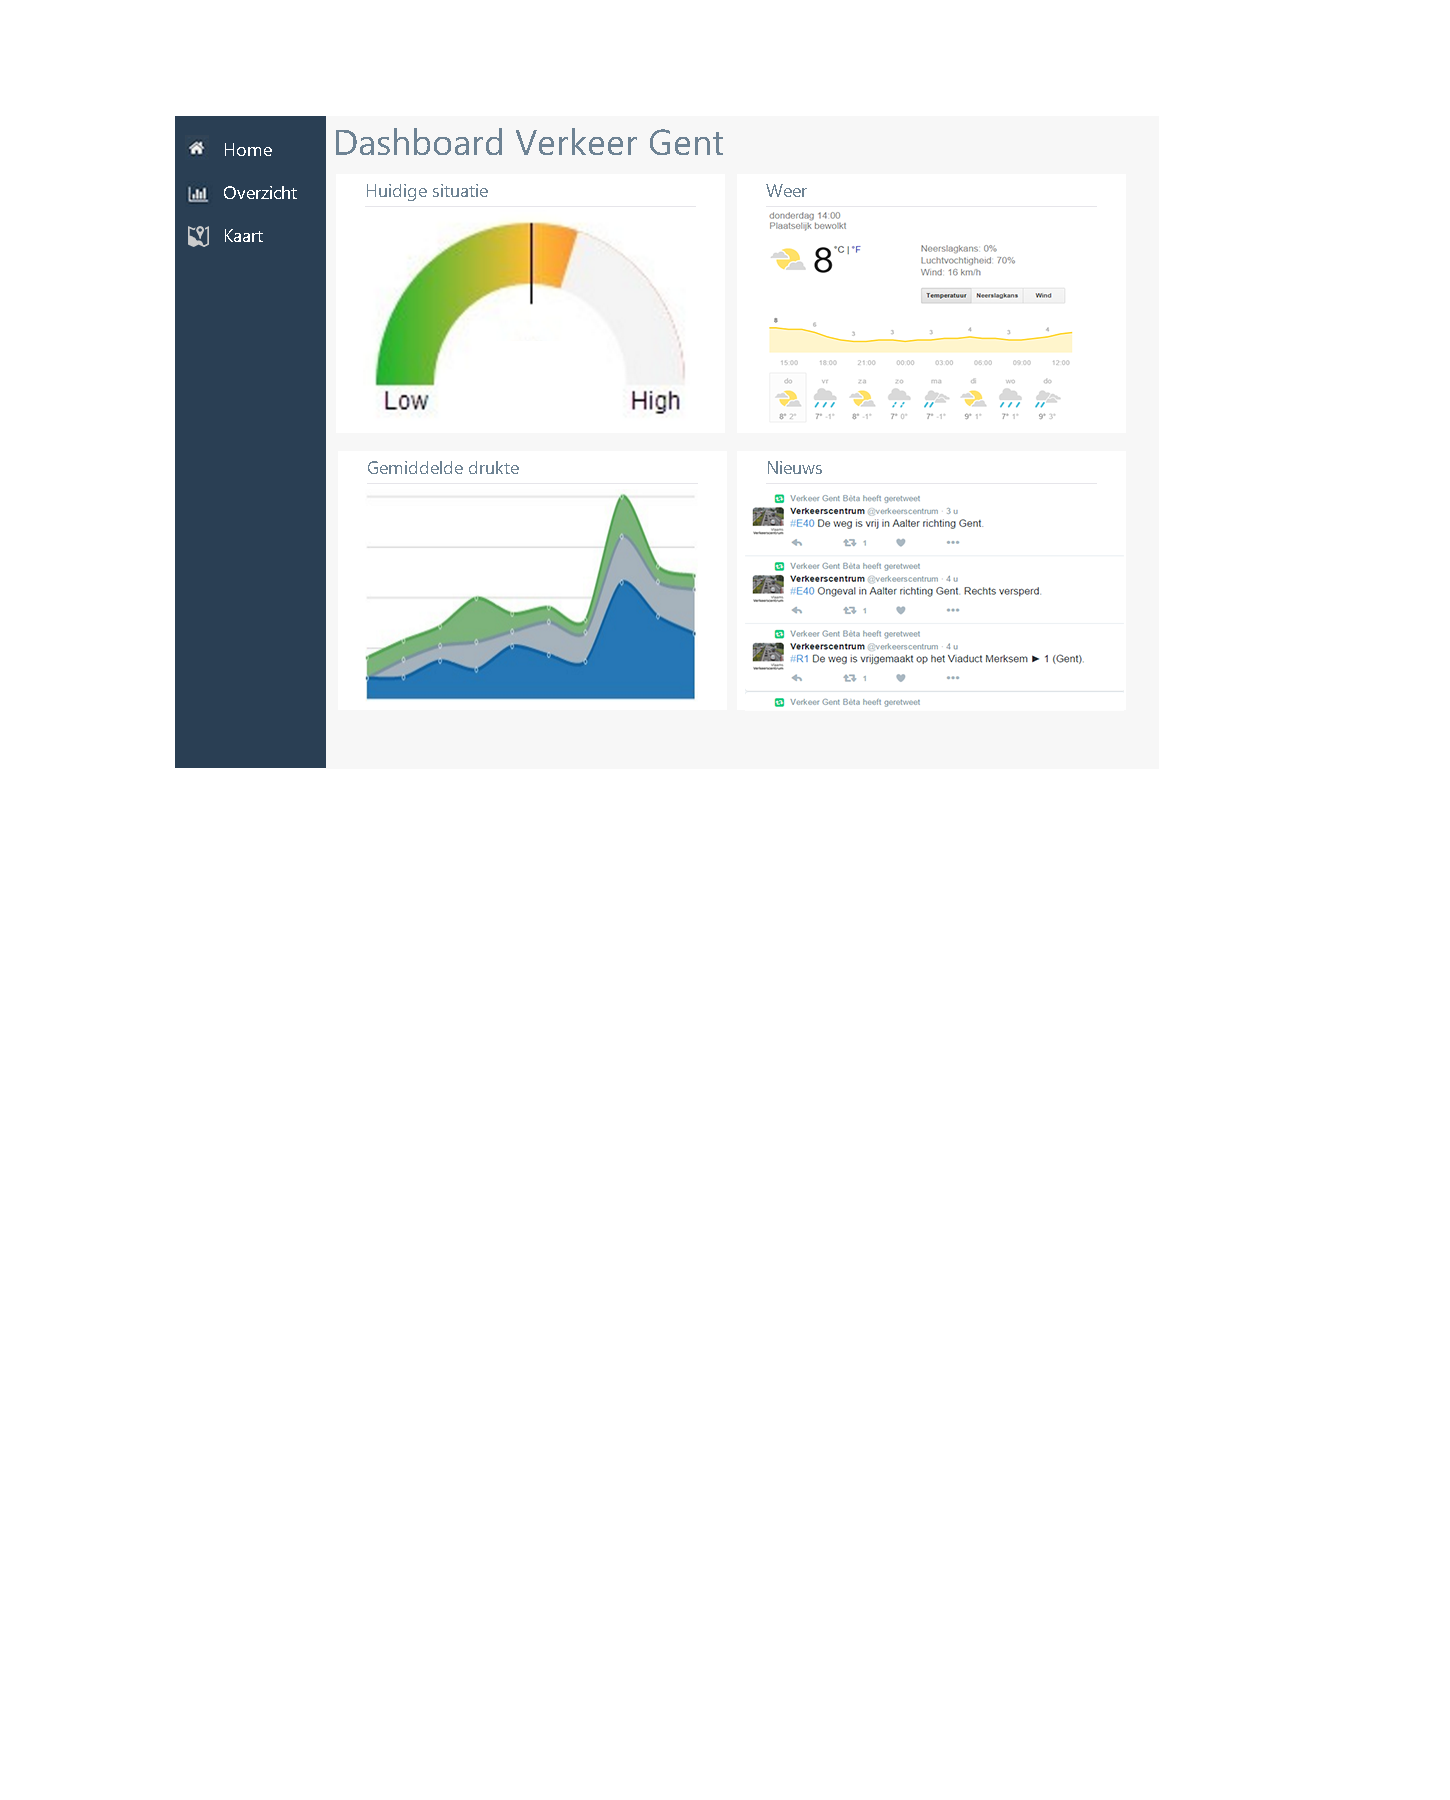 Home
Overzicht
Kaart
Dashboard Verkeer Gent
Huidige situatie
Low
High
Weer
donderdag 14:00
Plaatselijk bewolkt
8 °C | °F
Neerslagkans: 0%
Luchtvochtigheid: 70%
Wind: 16 km/h
Temperatuur Neerslagkans Wind
8 6 3 3 3 4 3 4
15:00 18:00 21:00 00:00 03:00 06:00 09:00 12:00
do vr za zo ma di wo do
8° 2° 7° -1° 8° -1° 7° 0° 7° -1° 9° 1° 7° 1° 9° 3°
Gemiddelde drukte
Nieuws
Verkeer Gent Bèta heeft geretweet
Verkeerscentrum @verkeerscentrum · 3 u
#E40 De weg is vrij in Aalter richting Gent.
1
Verkeer Gent Bèta heeft geretweet
Verkeerscentrum @verkeerscentrum · 4 u
#E40 Ongeval in Aalter richting Gent. Rechts versperd.
1
Verkeer Gent Bèta heeft geretweet
Verkeerscentrum @verkeerscentrum · 4 u
#R1 De weg is vrijgemaakt op het Viaduct Merksem ► 1 (Gent).
1
Verkeer Gent Bèta heeft geretweet